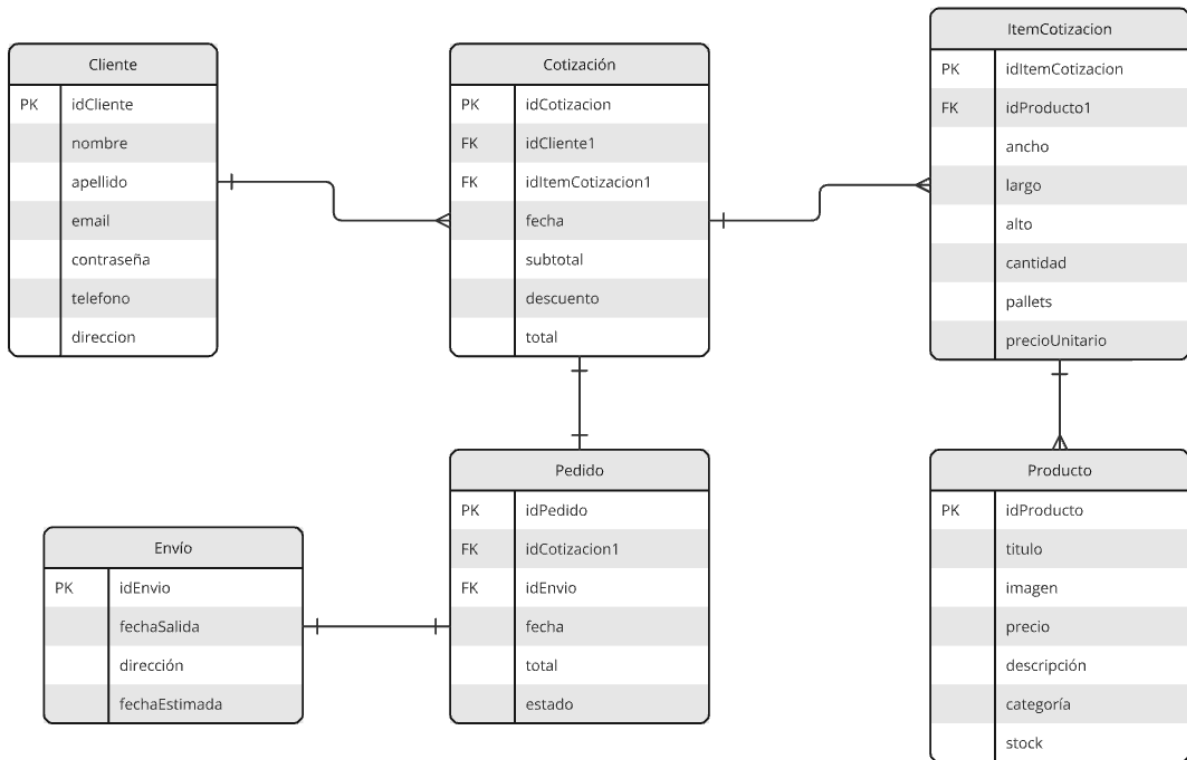 Cliente
PK idCliente
nombre
apellido
email
contraseña
telefono
direccion
Cotización
PK idCotizacion
FK idCliente1
FK idItemCotizacion1
fecha
subtotal
descuento
total
ItemCotizacion
PK idItemCotizacion
FK idProducto1
ancho
largo
alto
cantidad
pallets
precioUnitario
Envío
PK idEnvio
fechaSalida
dirección
fechaEstimada
Pedido
PK idPedido
FK idCotizacion1
FK idEnvio
fecha
total
estado
Producto
PK idProducto
titulo
imagen
precio
descripción
categoría
stock